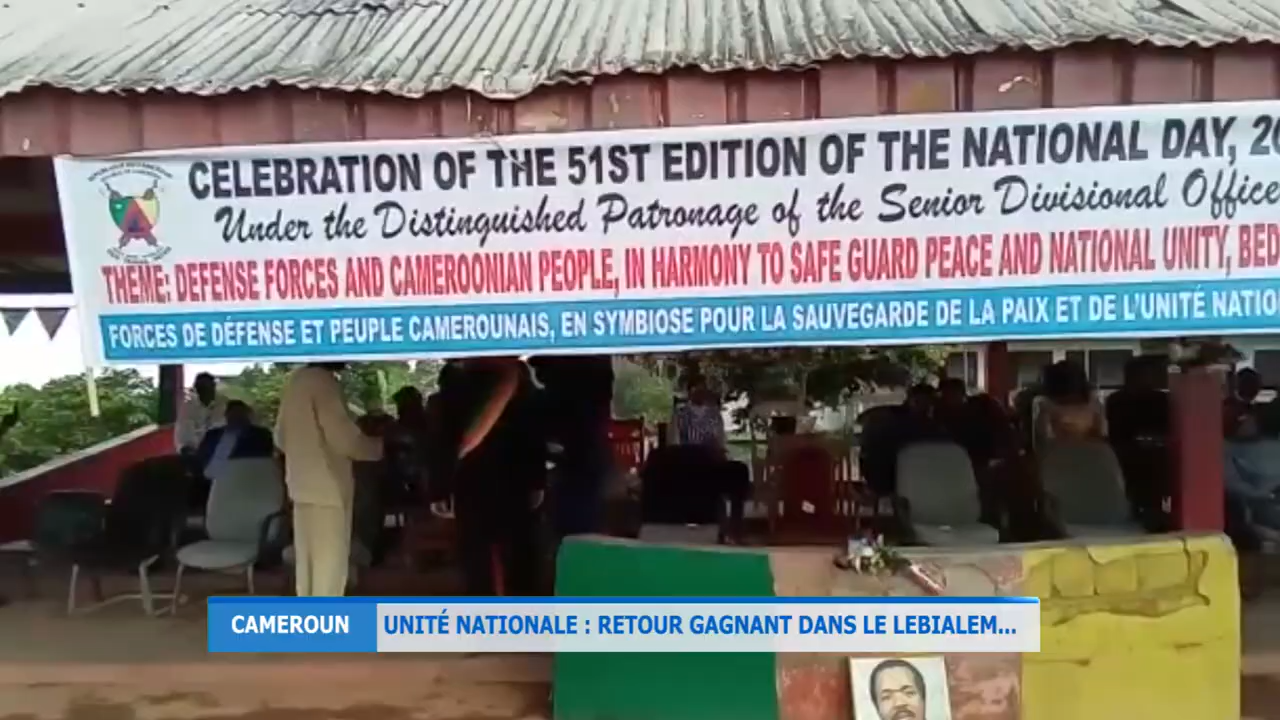 CELEBRATION OF THE 51ST EDITION OF THE NATIONAL DAY, 20
Under the Distinguished Patronage of the Senior Divisional Office
THEME: DEFENSE FORCES AND CAMEROONIAN PEOPLE, IN HARMONY TO SAFE GUARD PEACE AND NATIONAL UNITY, BED
FORCES DE DÉFENSE ET PEUPLE CAMEROUNAIS, EN SYMBIOSE POUR LA SAUVEGARDE DE LA PAIX ET DE L'UNITÉ NATIO
CAMEROUN
UNITÉ NATIONALE : RETOUR GAGNANT DANS LE LEBIALEM...